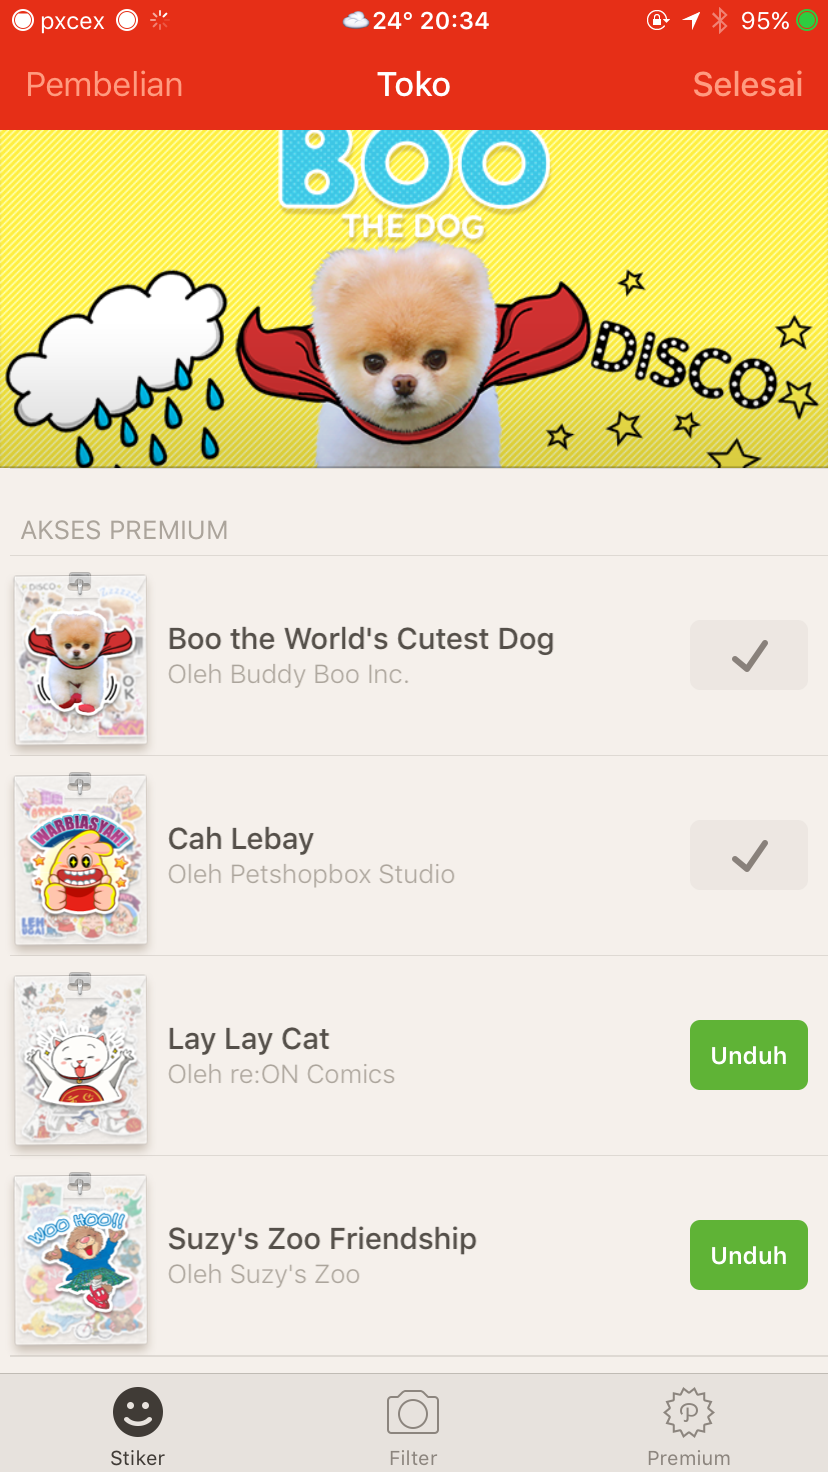 pxcex
24° 20:34
95%
Pembelian
Toko
Selesai
BOO
THE DOG
DISCO
AKSES PREMIUM
DISCO
Boo the World's Cutest Dog
Oleh Buddy Boo Inc.
WARBIASYAH!
Cah Lebay
Oleh Petshopbox Studio
Lay Lay Cat
Oleh re:ON Comics
Unduh
WOO HOO!!
Suzy's Zoo Friendship
Oleh Suzy's Zoo
Unduh
Stiker
Filter
P
Premium